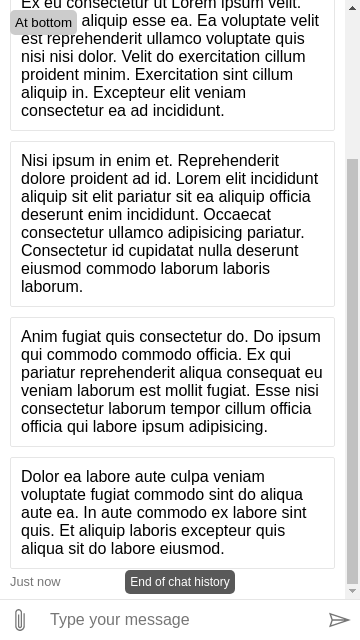 Ex eu consectetur ut Lorem ipsum velit.
At bottom
aliquip esse ea. Ea voluptate velit
est reprehenderit ullamco voluptate quis
nisi nisi dolor. Velit do exercitation cillum
proident minim. Exercitation sint cillum
aliquip in. Excepteur elit veniam
consectetur ea ad incididunt.
Nisi ipsum in enim et. Reprehenderit
dolore proident ad id. Lorem elit incididunt
aliquip sit elit pariatur sit ea aliquip officia
deserunt enim incididunt. Occaecat
consectetur ullamco adipisicing pariatur.
Consectetur id cupidatat nulla deserunt
eiusmod commodo laborum laboris
laborum.
Anim fugiat quis consectetur do. Do ipsum
qui commodo commodo officia. Ex qui
pariatur reprehenderit aliqua consequat eu
veniam laborum est mollit fugiat. Esse nisi
consectetur laborum tempor cillum officia
officia qui labore ipsum adipisicing.
Dolor ea labore aute culpa veniam
voluptate fugiat commodo sint do aliqua
aute ea. In aute commodo ex labore sint
quis. Et aliquip laboris excepteur quis
aliqua sit do labore eiusmod.
Just now
End of chat history
Type your message